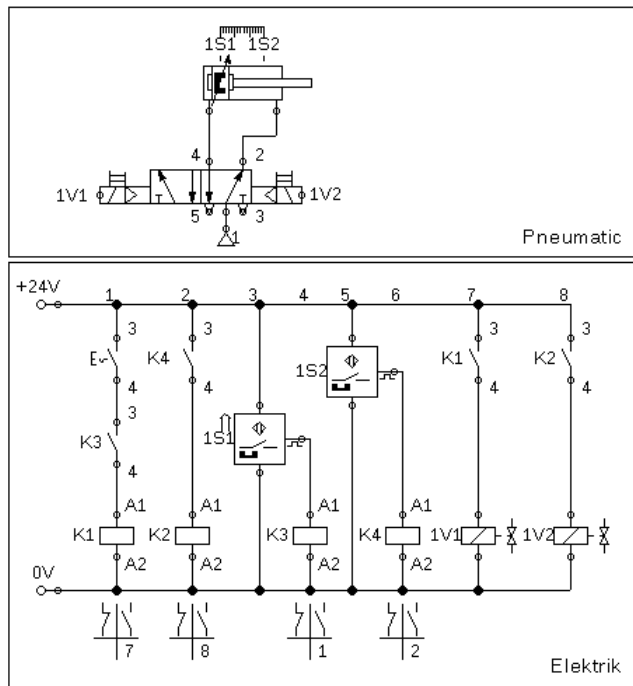 1S1 1S2
4 2
1V1 1V2
5 3
1
Pneumatic
+24V 1 2 3 4 5 6 7 8
3 3 3 3
E K4 K1 K2
1S2
4 4 4 4
3
K3 1S1
4
A1 A1 A1 A1
K1 K2 K3 K4 1V1 1V2
A2 A2 A2 A2
0V
7 8 1 2
Elektrik